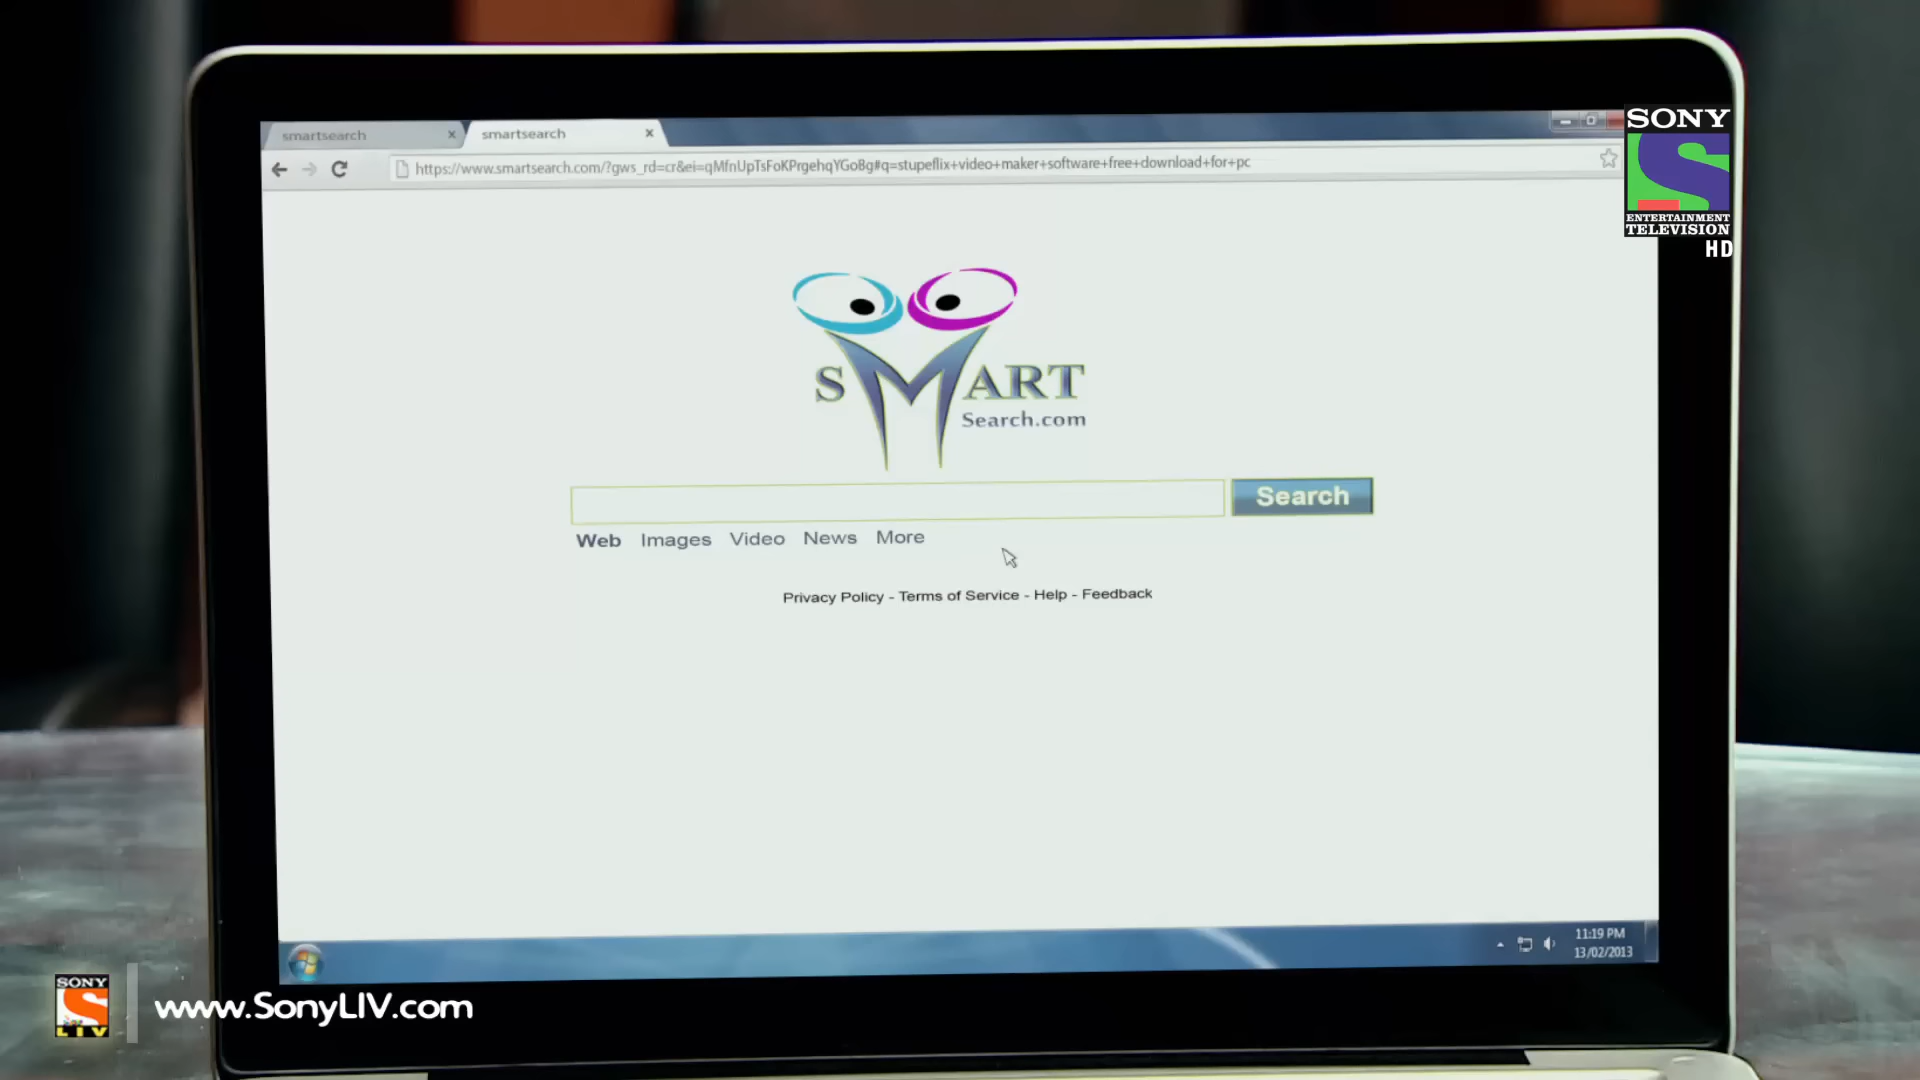 smartsearch
smartsearch
https://www.smartsearch.com/?gws_rd=cr&ei=qMfnUpTsFoKPrgehqYGoBg#q=stupeflix+video+maker+software+free+download+for+pc
SONY
ENTERTAINMENT
TELEVISION
HD
SMART
Search.com
Search
Web Images Video News More
Privacy Policy - Terms of Service - Help - Feedback
11:19 PM
13/02/2013
SONY
LIV
www.SonyLIV.com